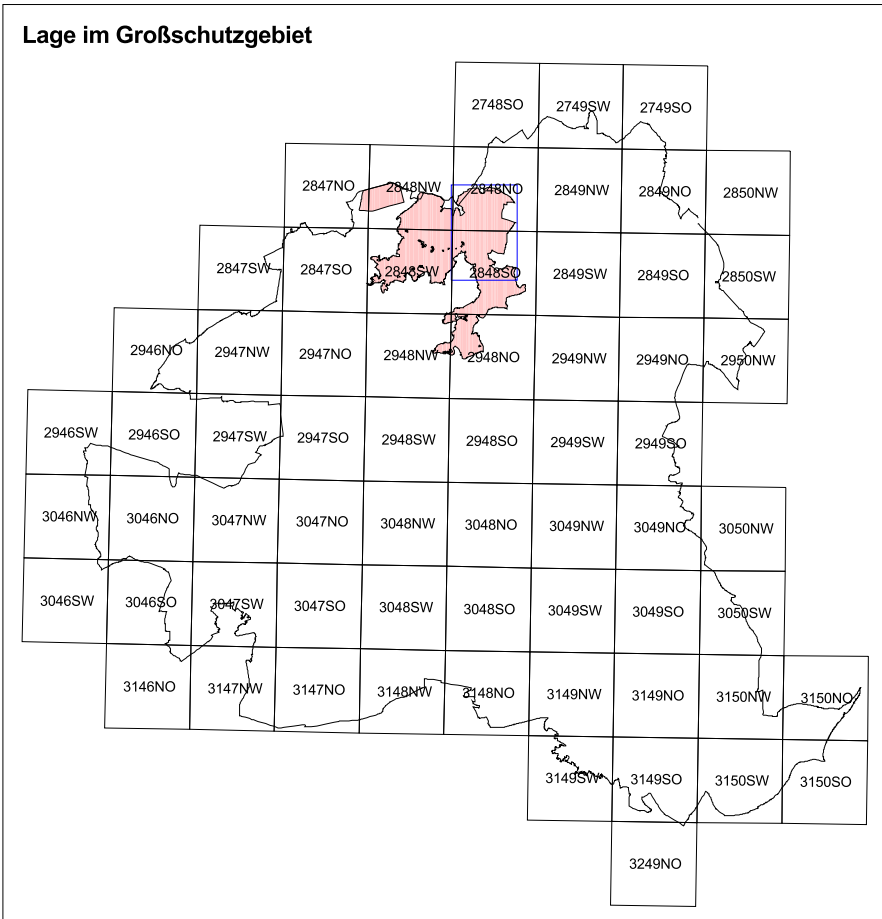 Lage im Großschutzgebiet
2748SO 2749SW 2749SO
2847NO 2848NW 2848NO 2849NW 2849NO 2850NW
2847SW 2847SO 2848SW 2848SO 2849SW 2849SO 2850SW
2946NO 2947NW 2947NO 2948NW 2948NO 2949NW 2949NO 2950NW
2946SW 2946SO 2947SW 2947SO 2948SW 2948SO 2949SW 2949SO
3046NW 3046NO 3047NW 3047NO 3048NW 3048NO 3049NW 3049NO 3050NW
3046SW 3046SO 3047SW 3047SO 3048SW 3048SO 3049SW 3049SO 3050SW
3146NO 3147NW 3147NO 3148NW 3148NO 3149NW 3149NO 3150NW 3150NO
3149SW 3149SO 3150SW 3150SO
3249NO